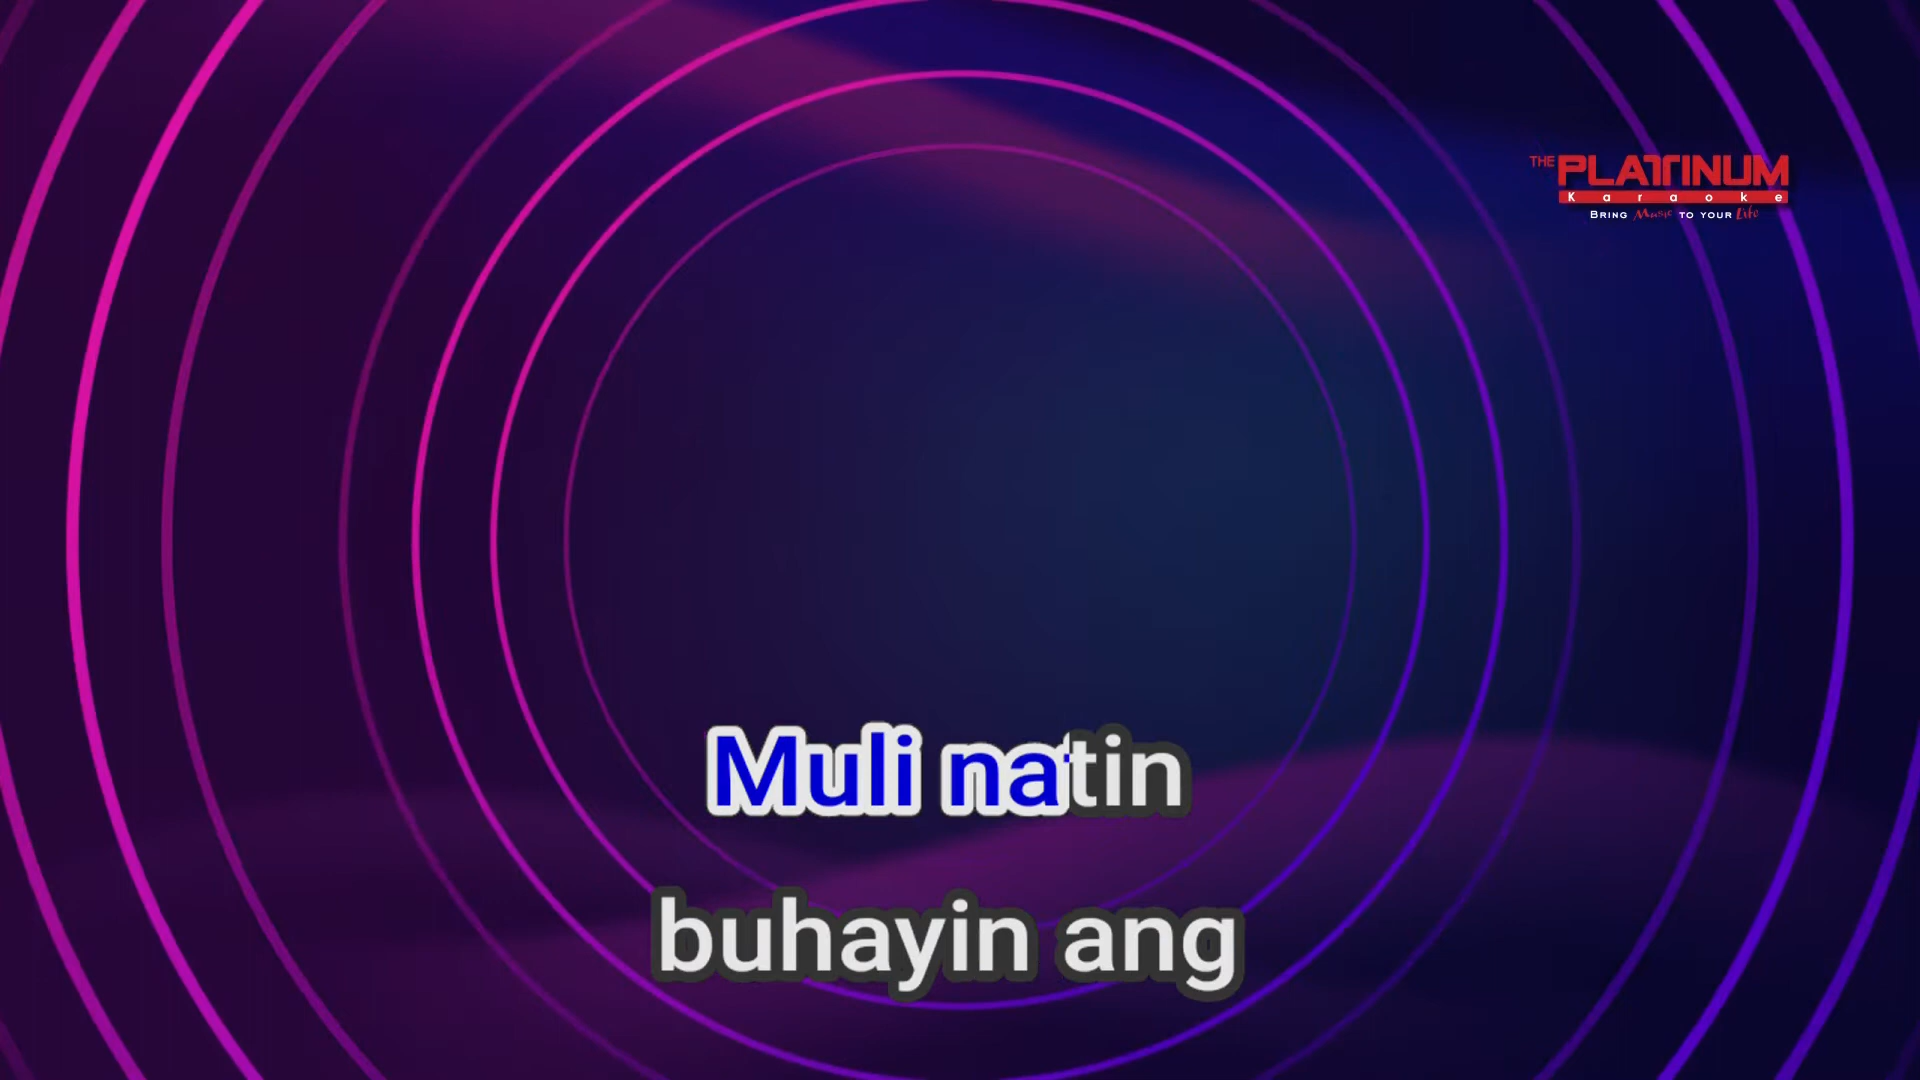 THE PLATINUM
Karaoke
BRING Music TO YOUR Life
Muli natin
buhayin ang